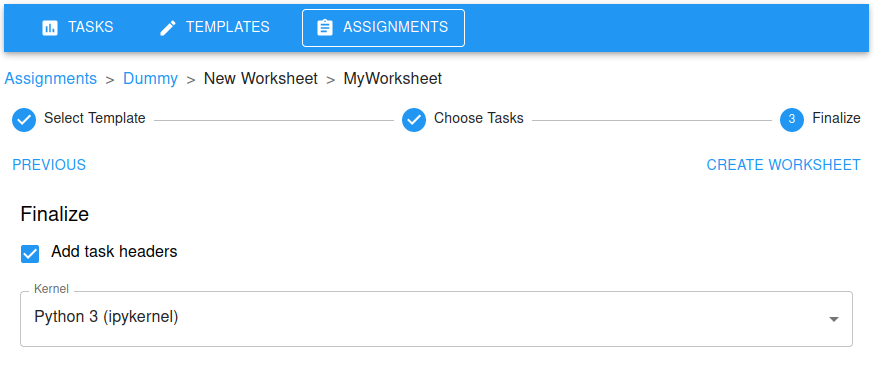 TASKS TEMPLATES ASSIGNMENTS
Assignments > Dummy > New Worksheet > MyWorksheet
Select Template Choose Tasks 3 Finalize
PREVIOUS CREATE WORKSHEET
Finalize
Add task headers
Kernel
Python 3 (ipykernel)